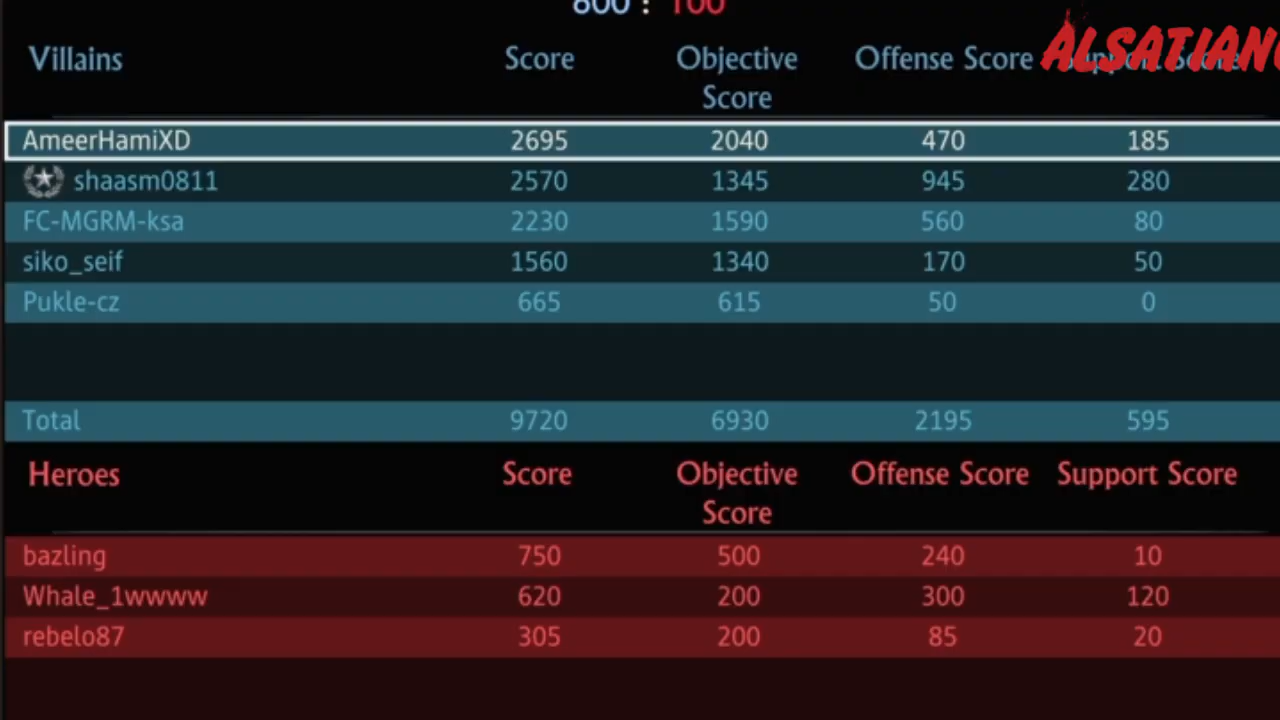 800 : 100
ALSATIAN
Villains Score Objective Score Offense Score Support Score
AmeerHamiXD 2695 2040 470 185
shaasm0811 2570 1345 945 280
FC-MGRM-ksa 2230 1590 560 80
siko_seif 1560 1340 170 50
Pukle-cz 665 615 50 0
Total 9720 6930 2195 595
Heroes Score Objective Score Offense Score Support Score
bazling 750 500 240 10
Whale_1wwww 620 200 300 120
rebelo87 305 200 85 20